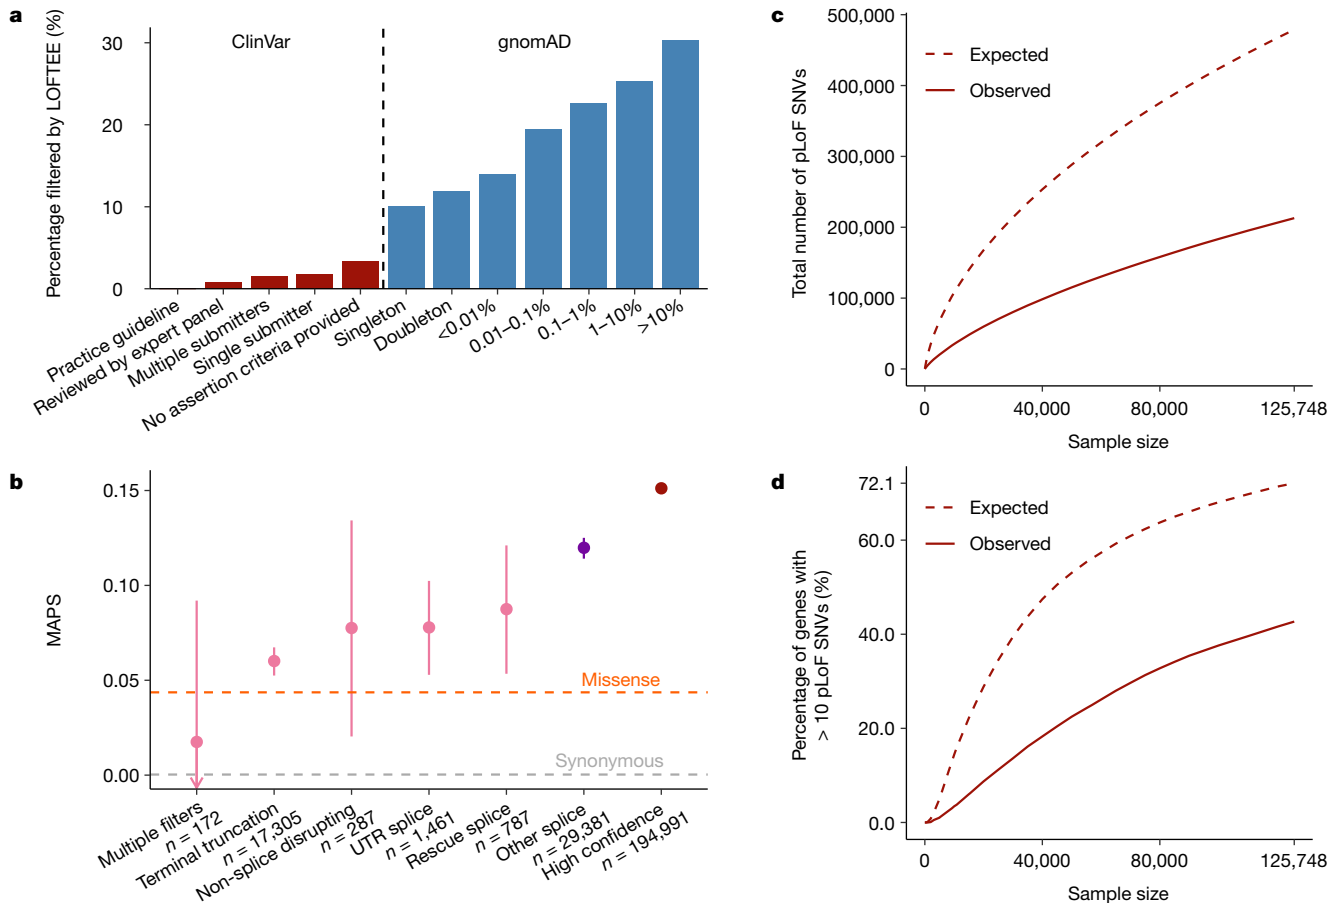 a
Percentage filtered by LOFTEE (%)
30
20
10
0
ClinVar
gnomAD
Practice guideline
Reviewed by expert panel
Multiple submitters
Single submitter
No assertion criteria provided
Singleton
Doubleton
<0.01%
0.01–0.1%
0.1–1%
1–10%
>10%
b
MAPS
0.15
0.10
0.05
0.00
Missense
Synonymous
Multiple filters
n = 172
Terminal truncation
n = 17,305
Non-splice disrupting
n = 287
UTR splice
n = 1,461
Rescue splice
n = 787
Other splice
n = 29,381
High confidence
n = 194,991
c
Total number of pLoF SNVs
500,000
400,000
300,000
200,000
100,000
0
Expected
Observed
0
40,000
80,000
125,748
Sample size
d
Percentage of genes with
> 10 pLoF SNVs (%)
72.1
60.0
40.0
20.0
0.0
Expected
Observed
0
40,000
80,000
125,748
Sample size